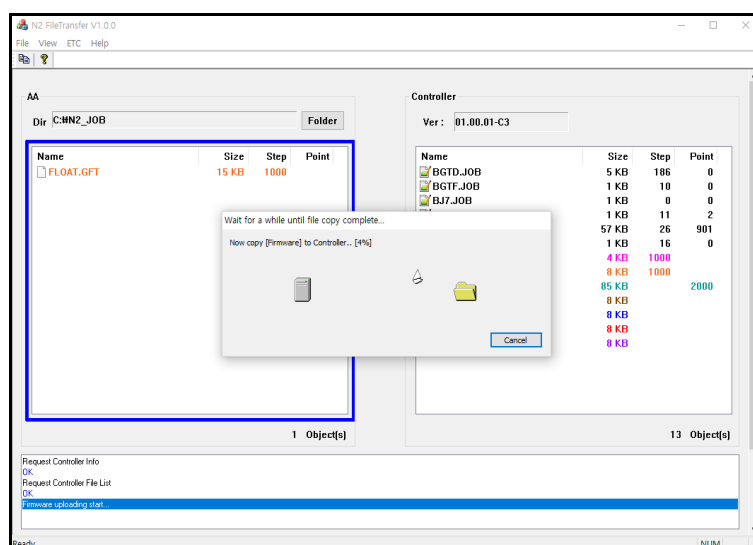 N2 FileTransfer V1.0.0
File View ETC Help
AA
Dir C:₩N2_JOB Folder
Name Size Step Point
FLOAT.GFT 15 KB 1000
1 Object(s)
Controller
Ver : 01.00.01-C3
Name Size Step Point
BGTD.JOB 5 KB 186 0
BGTF.JOB 1 KB 10 0
BJ7.JOB 1 KB 0 0
1 KB 11 2
57 KB 26 901
1 KB 16 0
4 KB 1000
8 KB 1000
85 KB 2000
8 KB
8 KB
8 KB
8 KB
13 Object(s)
Wait for a while until file copy complete...
Now copy [Firmware] to Controller.. [4%]
Cancel
Request Controller Info
OK
Request Controller File List
OK
Firmware uploading start...
Ready NUM